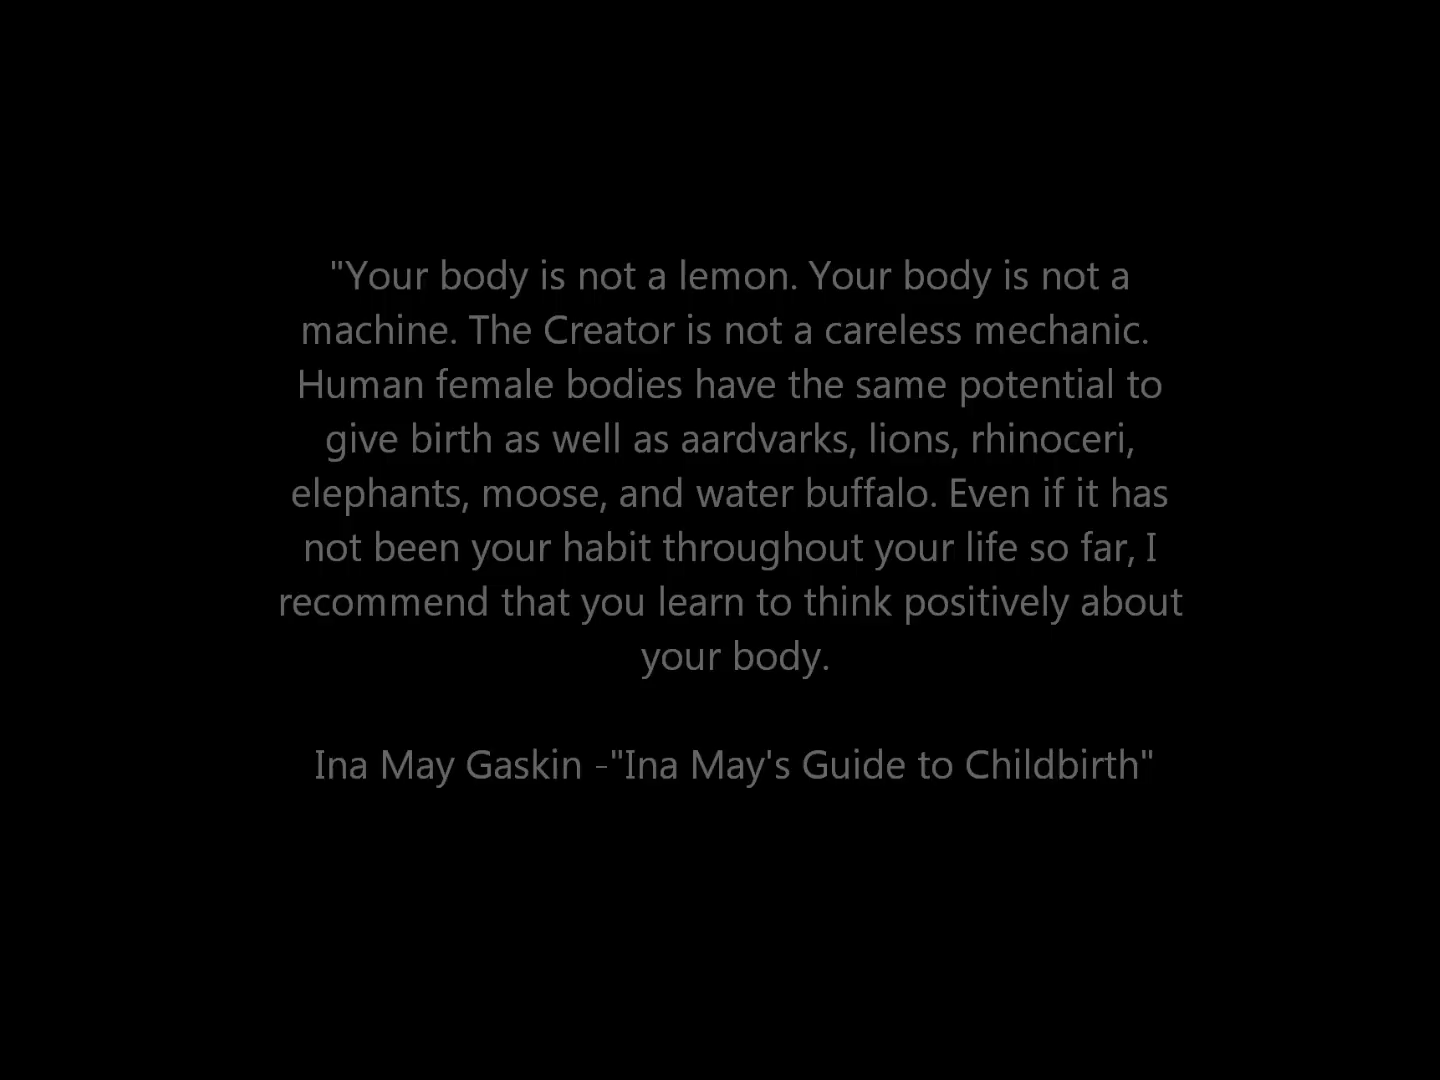 "Your body is not a lemon. Your body is not a
machine. The Creator is not a careless mechanic.
Human female bodies have the same potential to
give birth as well as aardvarks, lions, rhinoceri,
elephants, moose, and water buffalo. Even if it has
not been your habit throughout your life so far, I
recommend that you learn to think positively about
your body.
Ina May Gaskin -"Ina May's Guide to Childbirth"